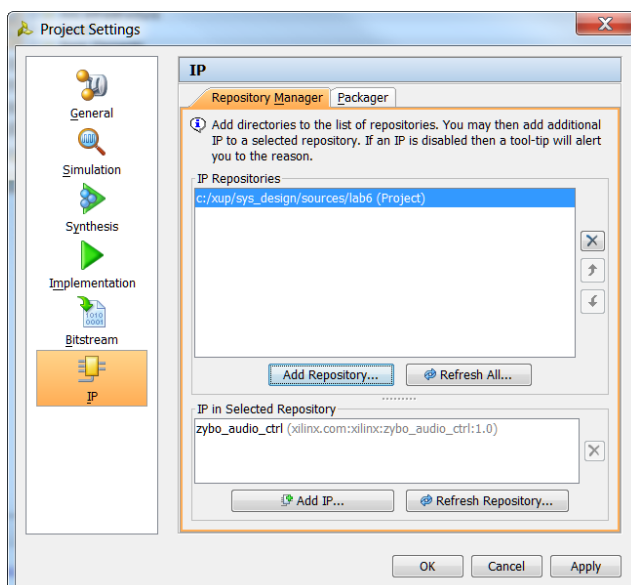 Project Settings
IP
Repository Manager
Packager
General
Simulation
Synthesis
Implementation
1010
0001
Bitstream
IP
Add directories to the list of repositories. You may then add additional
IP to a selected repository. If an IP is disabled then a tool-tip will alert
you to the reason.
IP Repositories
c:/xup/sys_design/sources/lab6 (Project)
Add Repository...
Refresh All...
IP in Selected Repository
zybo_audio_ctrl (xilinx.com:xilinx:zybo_audio_ctrl:1.0)
Add IP...
Refresh Repository...
OK
Cancel
Apply